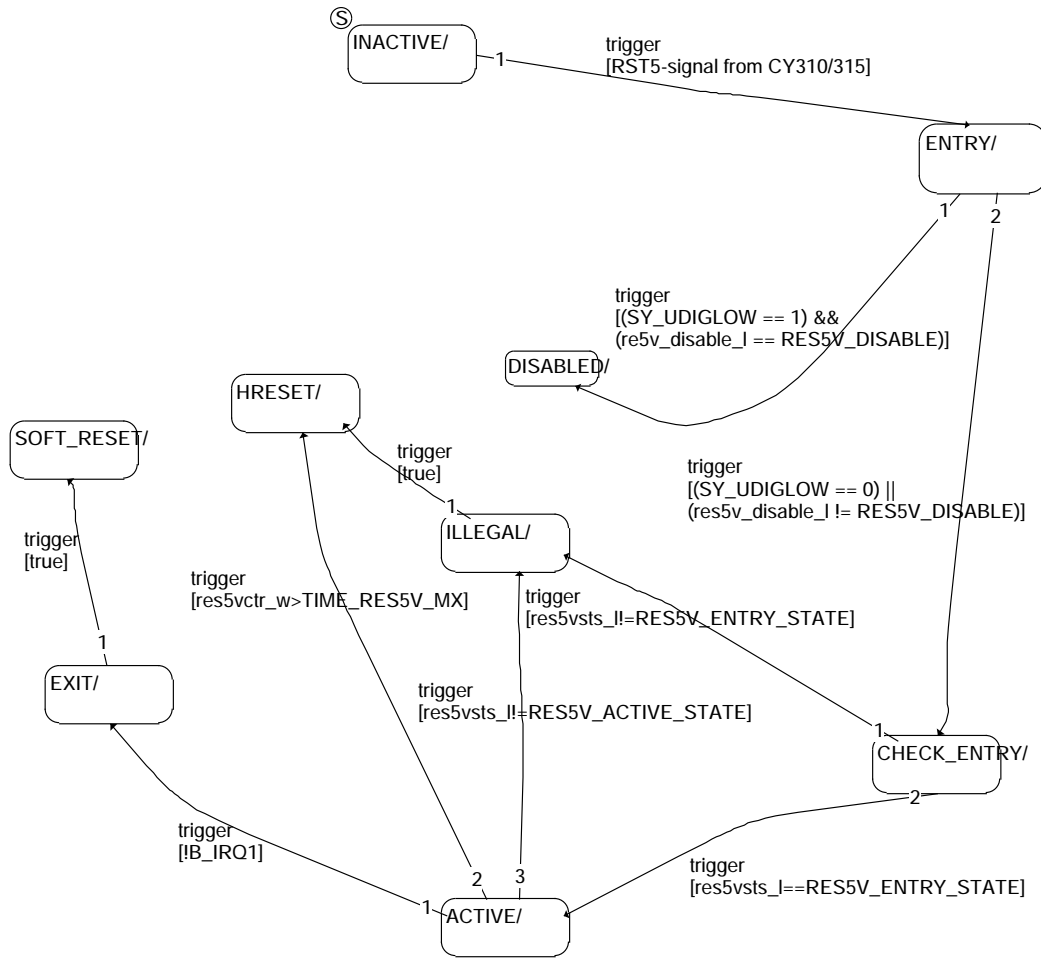 S
INACTIVE/
1
trigger
[RST5-signal from CY310/315]
ENTRY/
1
2
trigger
[(SY_UDIGLOW == 1) &&
(re5v_disable_l == RES5V_DISABLE)]
DISABLED/
HRESET/
SOFT_RESET/
trigger
[true]
trigger
[(SY_UDIGLOW == 0) ||
(res5v_disable_l != RES5V_DISABLE)]
1
ILLEGAL/
trigger
[true]
trigger
[res5vctr_w>TIME_RES5V_MX]
trigger
[res5vsts_l!=RES5V_ENTRY_STATE]
1
EXIT/
trigger
[res5vsts_l!=RES5V_ACTIVE_STATE]
1
CHECK_ENTRY/
2
trigger
[!B_IRQ1]
trigger
[res5vsts_l==RES5V_ENTRY_STATE]
2
3
1
ACTIVE/